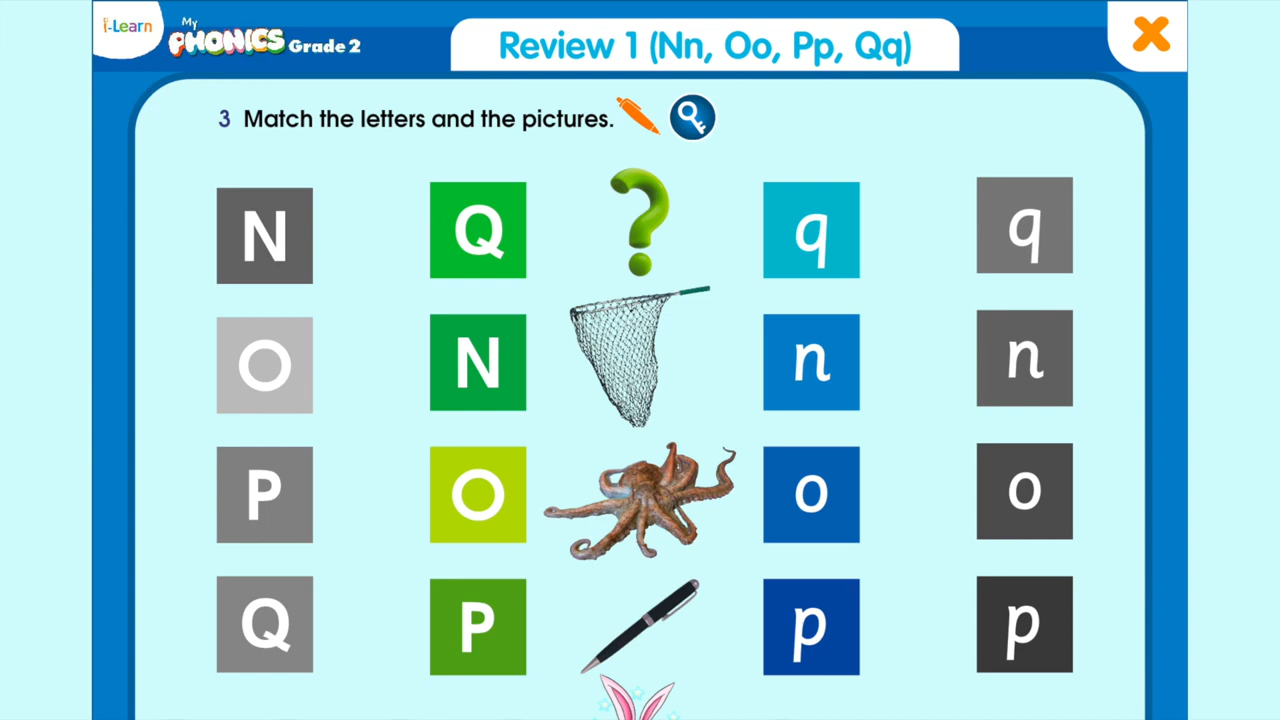 i-Learn
My
PHONICS Grade 2
Review 1 (Nn, Oo, Pp, Qq)
3 Match the letters and the pictures.
N Q ? q q
O N n n
P O o o
Q P p p